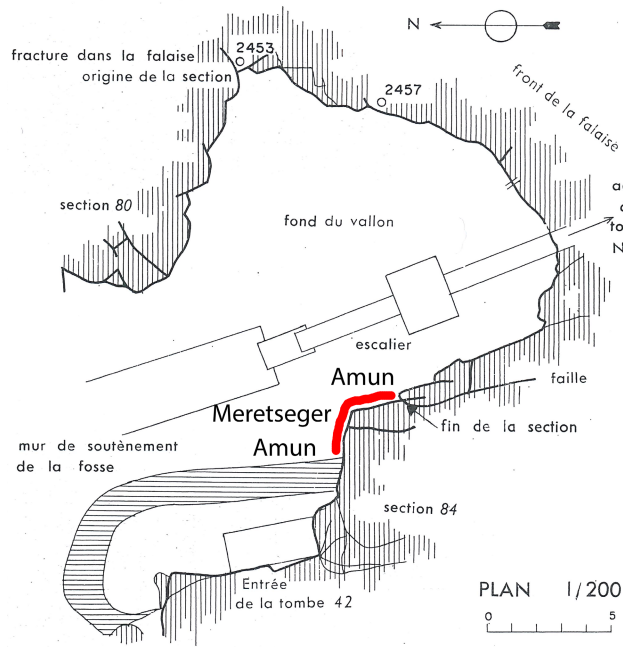 N
fracture dans la falaise
origine de la section
2453
2457
front de la falaise
section 80
fond du vallon
N
escalier
Amun
Meretseger
Amun
faille
fin de la section
mur de soutènement
de la fosse
section 84
Entrée
de la tombe 42
PLAN 1/200
0 5